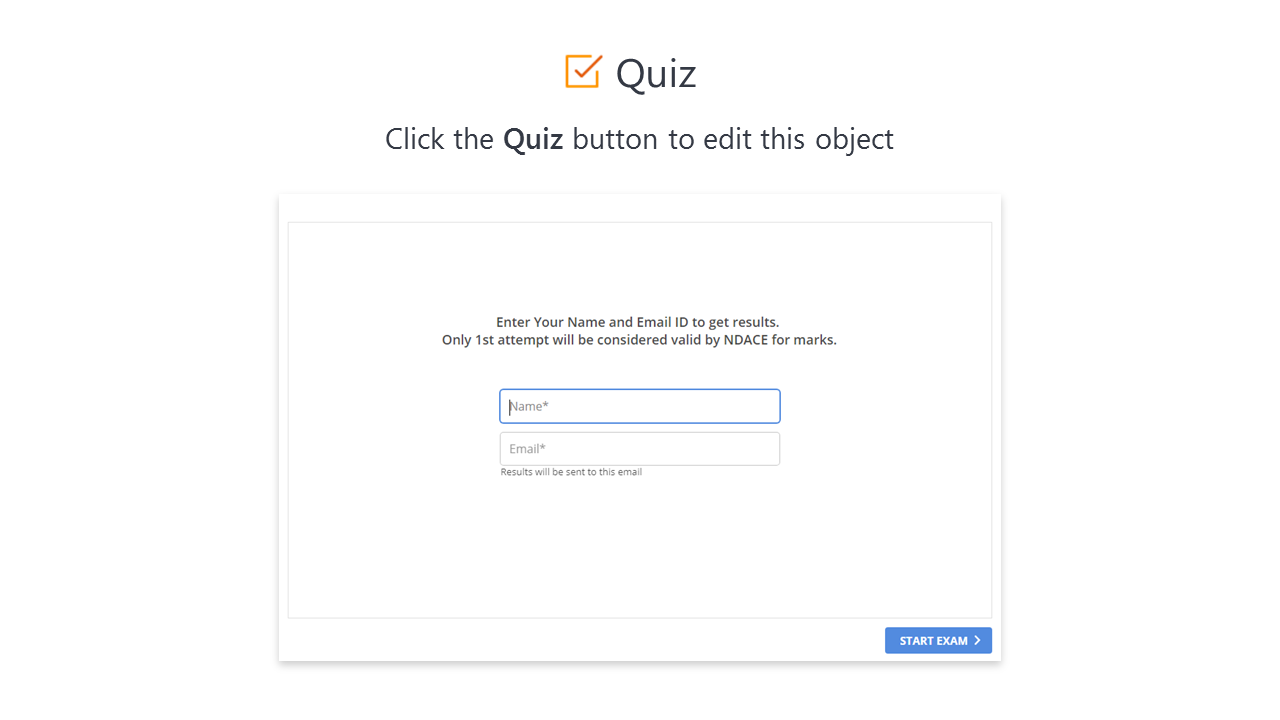 Quiz
Click the Quiz button to edit this object
Enter Your Name and Email ID to get results.
Only 1st attempt will be considered valid by NDACE for marks.
Name*
Email*
Results will be sent to this email
START EXAM